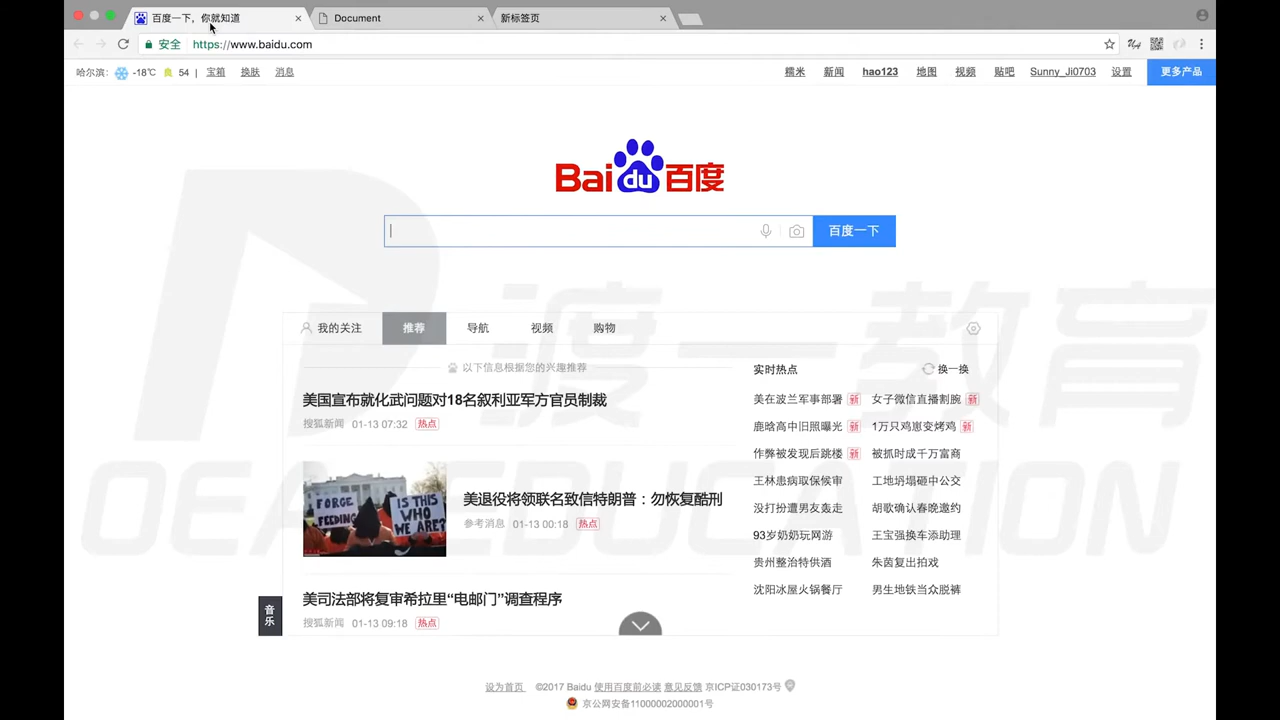 百度一下，你就知道
Document
新标签页
安全 https://www.baidu.com
哈尔滨: -18℃ 54 | 宝箱 换肤 消息
糯米 新闻 hao123 地图 视频 贴吧 Sunny_Ji0703 设置 更多产品
Baidu百度
百度一下
我的关注 推荐 导航 视频 购物
以下信息根据您的兴趣推荐
美国宣布就化武问题对18名叙利亚军方官员制裁
搜狐新闻 01-13 07:32 热点
FORCE FEEDING
IS THIS WHO WE ARE?
美退役将领联名致信特朗普：勿恢复酷刑
参考消息 01-13 00:18 热点
美司法部将复审希拉里“电邮门”调查程序
搜狐新闻 01-13 09:18 热点
实时热点 换一换
美在波兰军事部署 新 女子微信直播割腕 新
鹿晗高中旧照曝光 新 1万只鸡崽变烤鸡 新
作弊被发现后跳楼 新 被抓时成千万富商
王林患病取保候审 工地坍塌砸中公交
没打扮遭男友轰走 胡歌确认春晚邀约
93岁奶奶玩网游 王宝强换车添助理
贵州整治特供酒 朱茵复出拍戏
沈阳冰屋火锅餐厅 男生地铁当众脱裤
音乐
设为首页 ©2017 Baidu 使用百度前必读 意见反馈 京ICP证030173号
京公网安备11000002000001号
渡一教育
EDUCATION